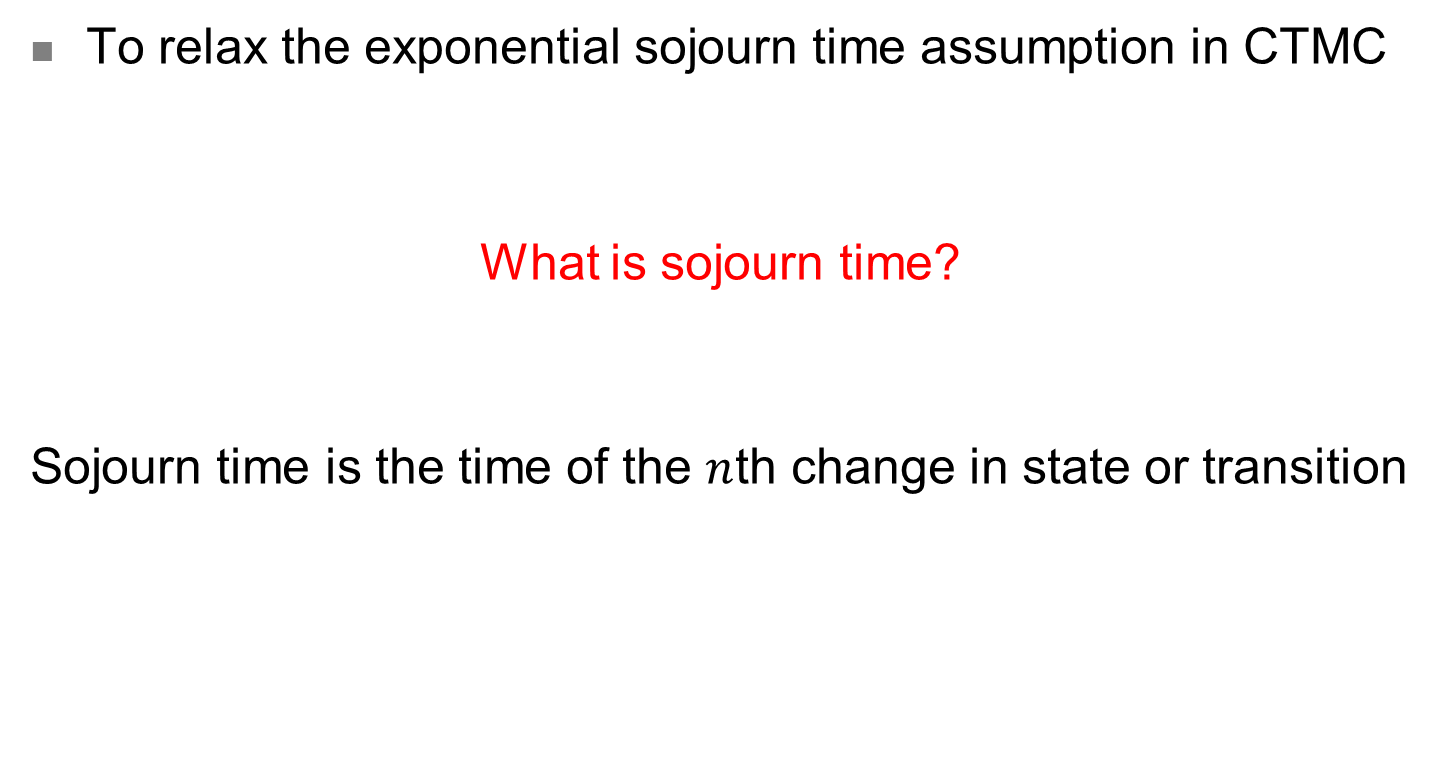 ▪ To relax the exponential sojourn time assumption in CTMC
What is sojourn time?
Sojourn time is the time of the 𝑛th change in state or transition